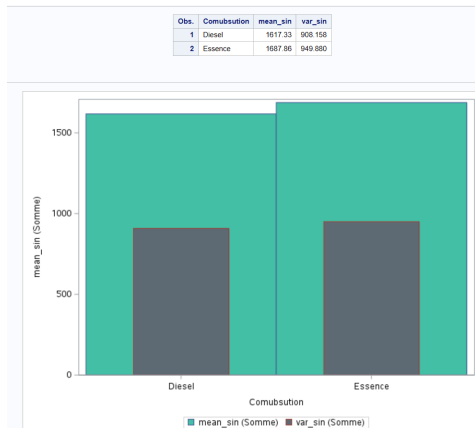 Obs. Comubsution mean_sin var_sin
1 Diesel 1617.33 908.158
2 Essence 1687.86 949.880
1500
1000
500
0
mean_sin (Somme)
Diesel Essence
Comubsution
mean_sin (Somme) var_sin (Somme)